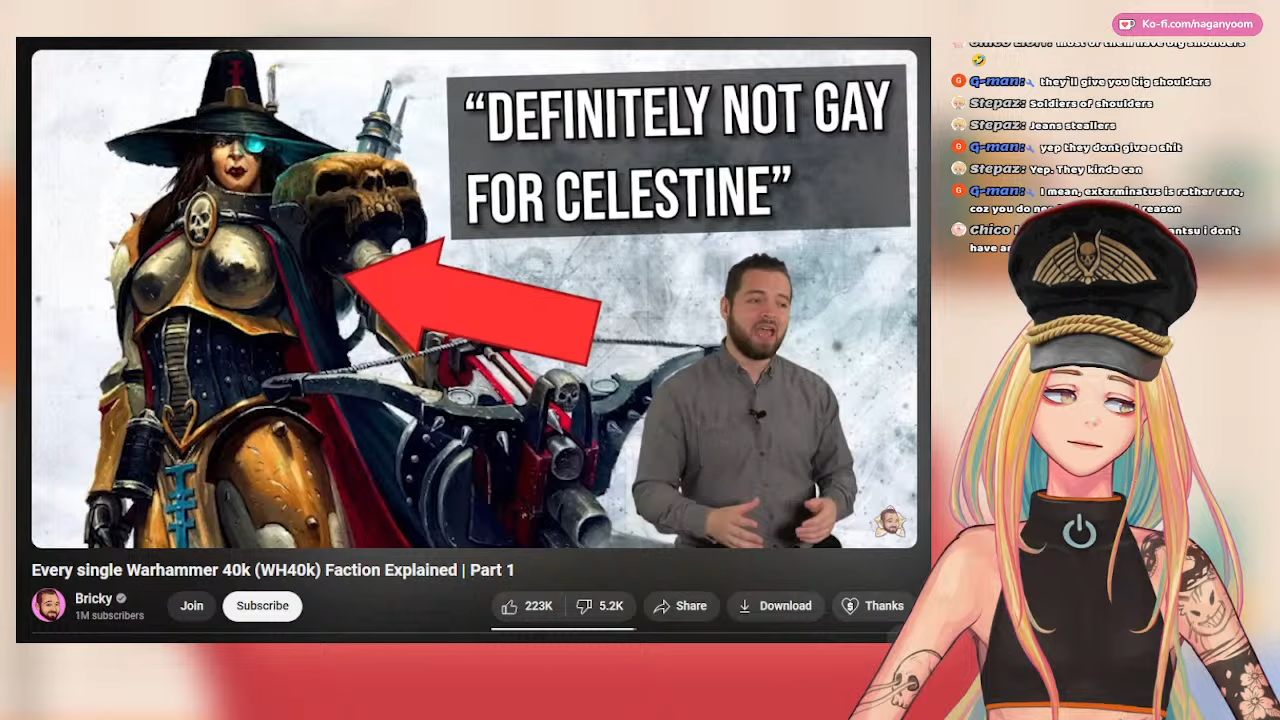 Ko-fi.com/naganyoom
"DEFINITELY NOT GAY
FOR CELESTINE"
most of them have big shoulders
G-man: they'll give you big shoulders
Stepaz: Soldiers of shoulders
Stepaz: Jeans steallers
G-man: yep they dont give a shit
Stepaz: Yep. They kinda can
G-man: I mean, exterminatus is rather rare,
coz you do
reason
Chico
i don't
have
Every single Warhammer 40k (WH40k) Faction Explained | Part 1
Bricky
1M subscribers
Join
Subscribe
223K
5.2K
Share
Download
Thanks